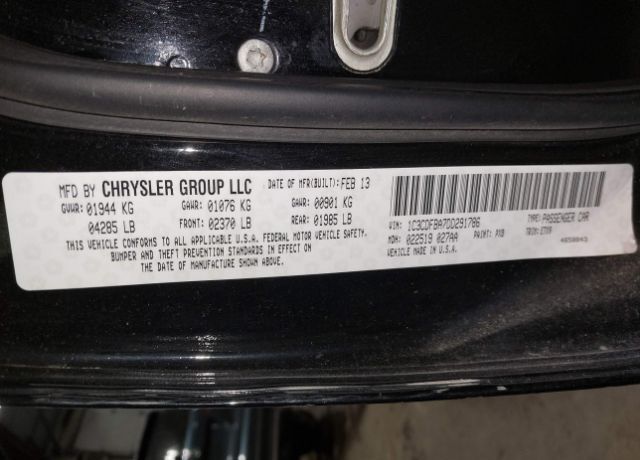 MFD BY CHRYSLER GROUP LLC DATE OF MFR(BUILT): FEB 13
GVWR: 01944 KG GAWR: 01076 KG GAWR: 00901 KG
04285 LB FRONT: 02370 LB REAR: 01985 LB
THIS VEHICLE CONFORMS TO ALL APPLICABLE U.S.A. FEDERAL MOTOR VEHICLE SAFETY,
BUMPER AND THEFT PREVENTION STANDARDS IN EFFECT ON
THE DATE OF MANUFACTURE SHOWN ABOVE.
VIN: 1C3CDFBA7DD291786 TYPE: PASSENGER CAR
MDH: 022519 027AA PAINT: PXB TRIM:
VEHICLE MADE IN U.S.A.